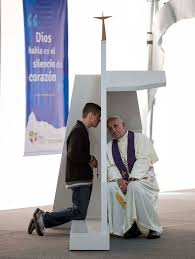 "Dios
habla en el
silencio del
corazón"